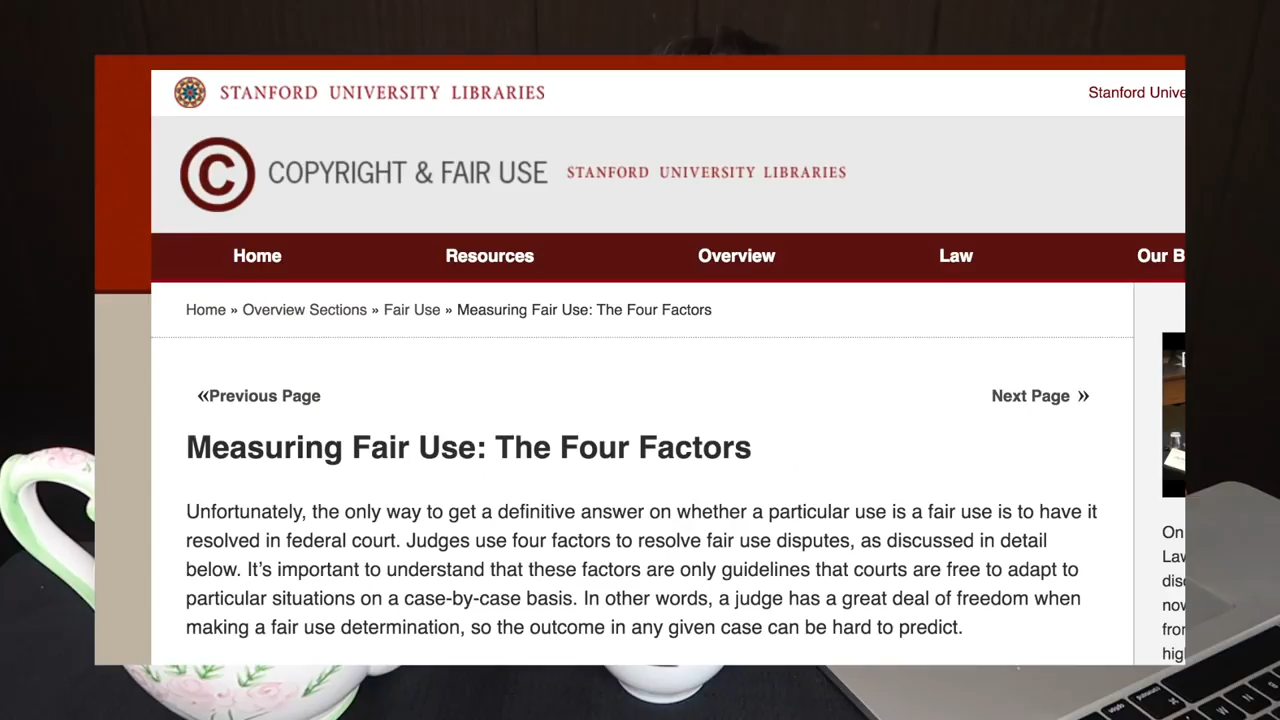 STANFORD UNIVERSITY LIBRARIES
Stanford Unive
© COPYRIGHT & FAIR USE STANFORD UNIVERSITY LIBRARIES
Home Resources Overview Law Our B
Home » Overview Sections » Fair Use » Measuring Fair Use: The Four Factors
«Previous Page Next Page »
Measuring Fair Use: The Four Factors
Unfortunately, the only way to get a definitive answer on whether a particular use is a fair use is to have it
resolved in federal court. Judges use four factors to resolve fair use disputes, as discussed in detail
below. It’s important to understand that these factors are only guidelines that courts are free to adapt to
particular situations on a case-by-case basis. In other words, a judge has a great deal of freedom when
making a fair use determination, so the outcome in any given case can be hard to predict.
On
Law
disc
now
from
high